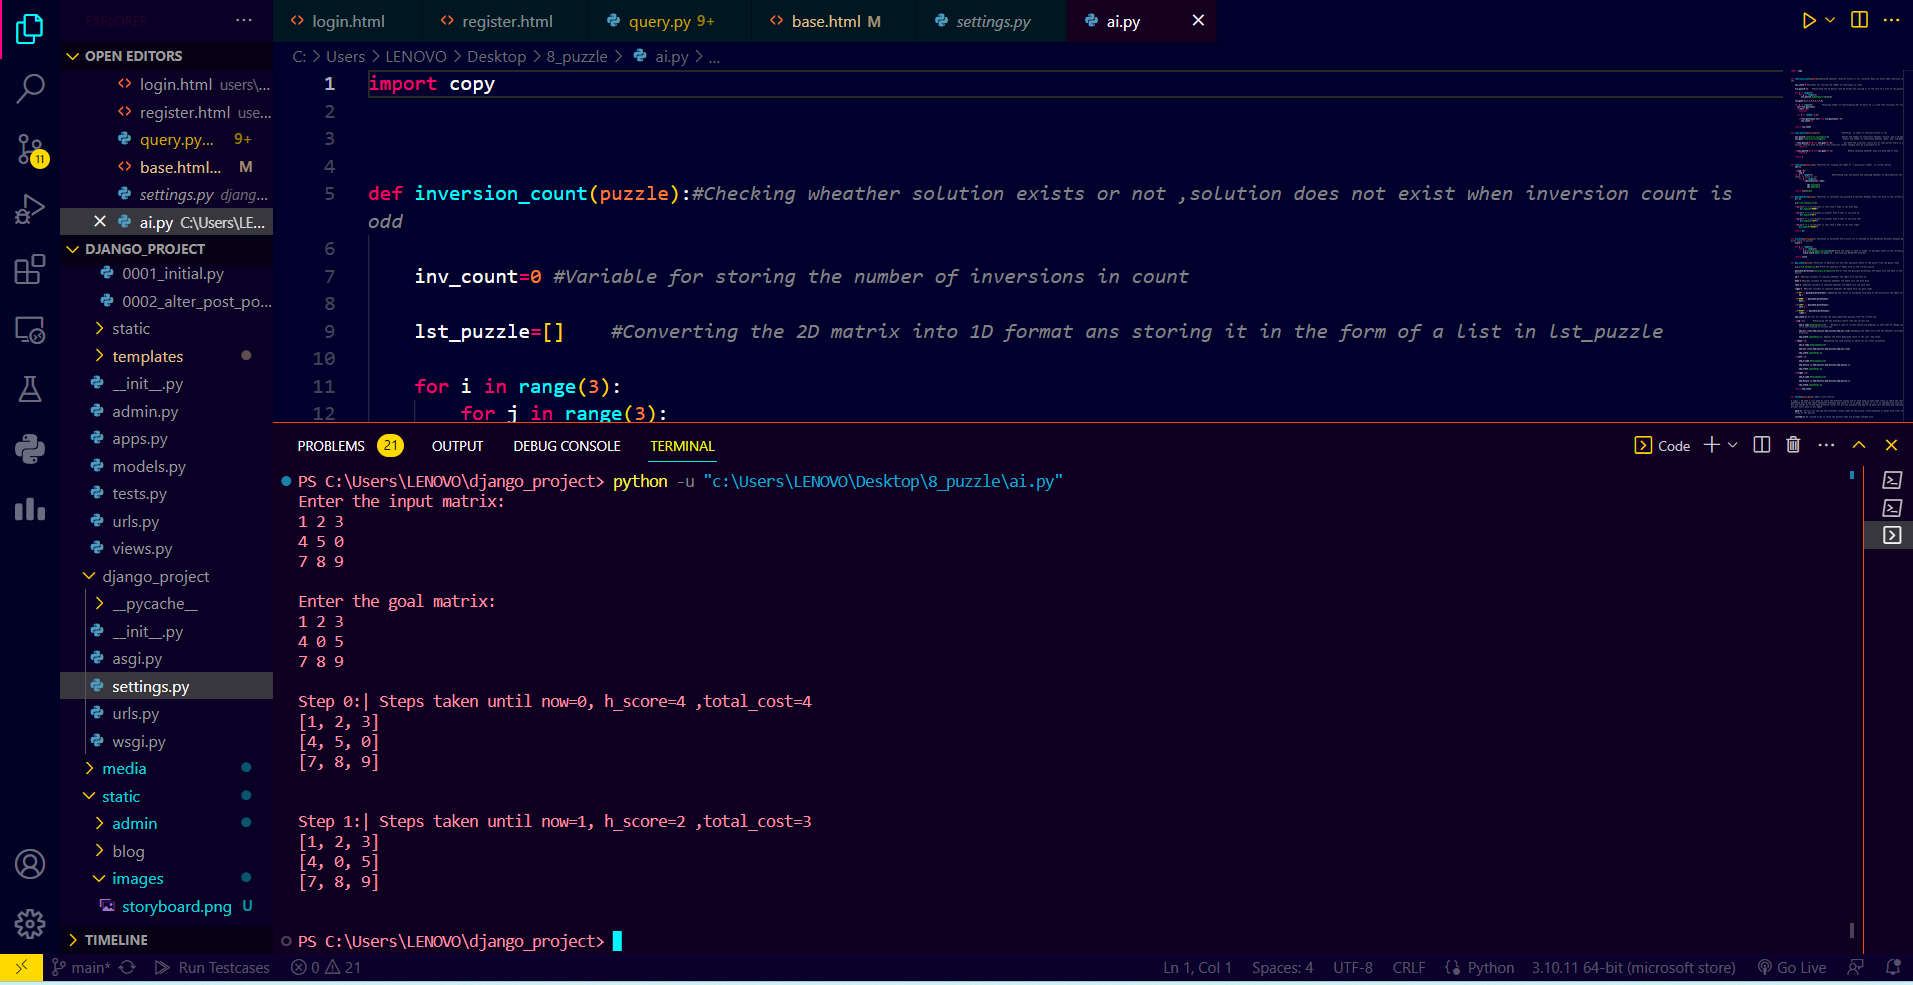 EXPLORER
OPEN EDITORS
login.html users\...
register.html use...
query.py... 9+
base.html... M
settings.py djang...
ai.py C:\Users\LE...
DJANGO_PROJECT
0001_initial.py
0002_alter_post_po...
static
templates
__init__.py
admin.py
apps.py
models.py
tests.py
urls.py
views.py
django_project
__pycache__
__init__.py
asgi.py
settings.py
urls.py
wsgi.py
media
static
admin
blog
images
storyboard.png U
TIMELINE
11
login.html register.html query.py 9+ base.html M settings.py ai.py
C: > Users > LENOVO > Desktop > 8_puzzle > ai.py > ...
1 import copy
2
3
4
5 def inversion_count(puzzle):#Checking wheather solution exists or not ,solution does not exist when inversion count is
odd
6
7 inv_count=0 #Variable for storing the number of inversions in count
8
9 lst_puzzle=[] #Converting the 2D matrix into 1D format ans storing it in the form of a list in lst_puzzle
10
11 for i in range(3):
12 for j in range(3):
PROBLEMS 21 OUTPUT DEBUG CONSOLE TERMINAL Code
PS C:\Users\LENOVO\django_project> python -u "c:\Users\LENOVO\Desktop\8_puzzle\ai.py"
Enter the input matrix:
1 2 3
4 5 0
7 8 9
Enter the goal matrix:
1 2 3
4 0 5
7 8 9
Step 0:| Steps taken until now=0, h_score=4 ,total_cost=4
[1, 2, 3]
[4, 5, 0]
[7, 8, 9]
Step 1:| Steps taken until now=1, h_score=2 ,total_cost=3
[1, 2, 3]
[4, 0, 5]
[7, 8, 9]
PS C:\Users\LENOVO\django_project>
main* Run Testcases 0 21 Ln 1, Col 1 Spaces: 4 UTF-8 CRLF Python 3.10.11 64-bit (microsoft store) Go Live